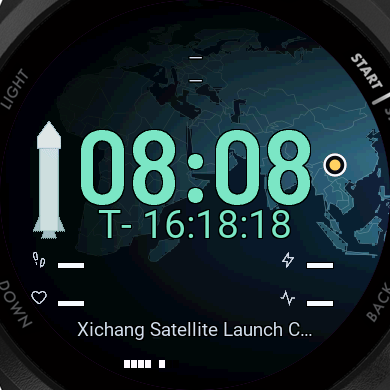 LIGHT
START
08:08
T- 16:18:18
Xichang Satellite Launch C...
DOWN
BACK